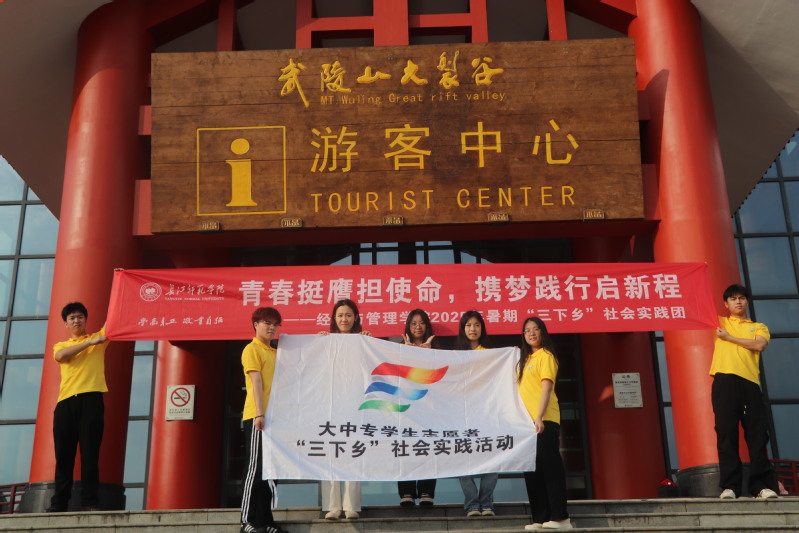 武陵山大裂谷
MT Wuling Great rift valley
i
游客中心
TOURIST CENTER
长江师范学院
YANGTZE NORMAL UNIVERSITY
青春挺膺担使命，携梦践行启新程
管理学
暑期“三下乡”社会实践团
大中专学生志愿者
“三下乡”社会实践活动